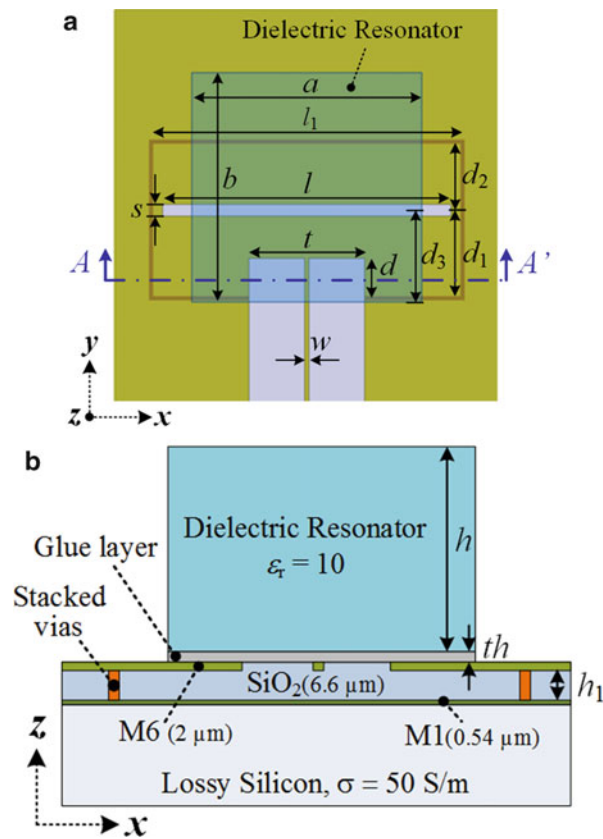 a
Dielectric Resonator
a
l₁
b
l
d₂
s
t
d
d₃
d₁
A
A'
w
y
z
x
b
Dielectric Resonator
εᵣ = 10
h
Glue layer
Stacked
vias
th
SiO₂(6.6 μm)
h₁
M6 (2 μm)
M1(0.54 μm)
z
Lossy Silicon, σ = 50 S/m
x